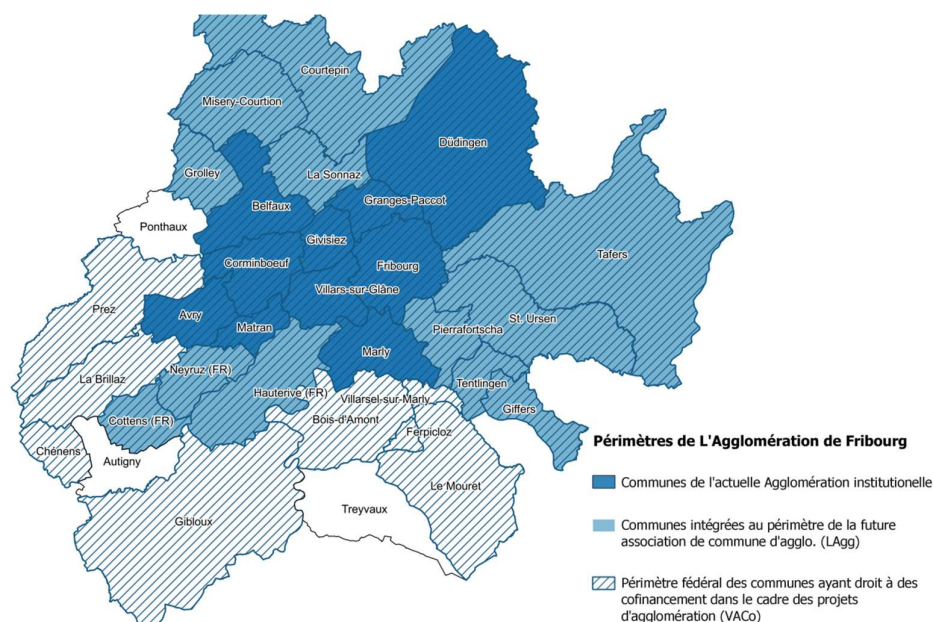 Courtepin
Misery-Courtion
Düdingen
Grolley
La Sonnaz
Granges-Paccot
Belfaux
Ponthaux
Givisiez
Tafers
Corminboeuf
Fribourg
Villars-sur-Glâne
Prez
Avry
St. Ursen
Matran
Pierrafortscha
Marly
Neyruz (FR)
La Brillaz
Tentlingen
Hauterive (FR)
Villarsel-sur-Marly
Giffers
Cottens (FR)
Bois-d'Amont
Ferpicloz
Chénens
Autigny
Le Mouret
Treyvaux
Gibloux
Périmètres de L'Agglomération de Fribourg
Communes de l'actuelle Agglomération institutionelle
Communes intégrées au périmètre de la future
association de commune d'agglo. (LAgg)
Périmètre fédéral des communes ayant droit à des
cofinancement dans le cadre des projets
d'agglomération (VACo)